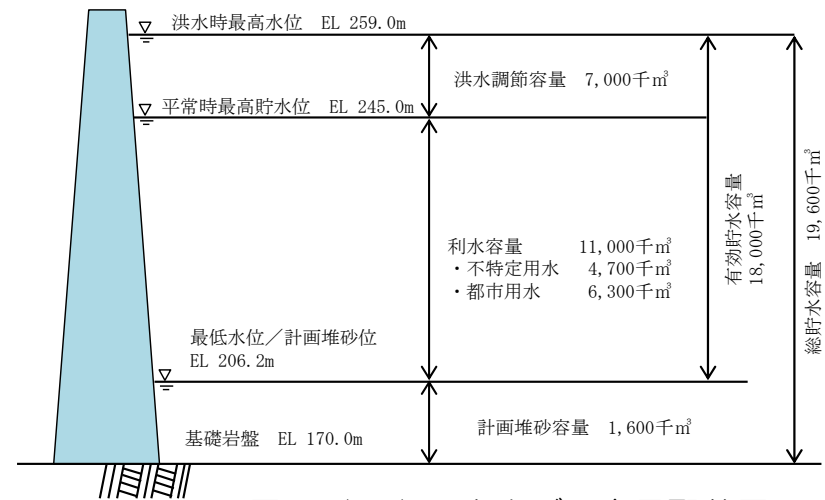 洪水時最高水位　EL 259.0m
洪水調節容量　7,000千㎥
平常時最高貯水位　EL 245.0m
利水容量　11,000千㎥
・不特定用水　4,700千㎥
・都市用水　6,300千㎥
有効貯水容量
18,000千㎥
総貯水容量　19,600千㎥
最低水位／計画堆砂位
EL 206.2m
計画堆砂容量　1,600千㎥
基礎岩盤　EL 170.0m